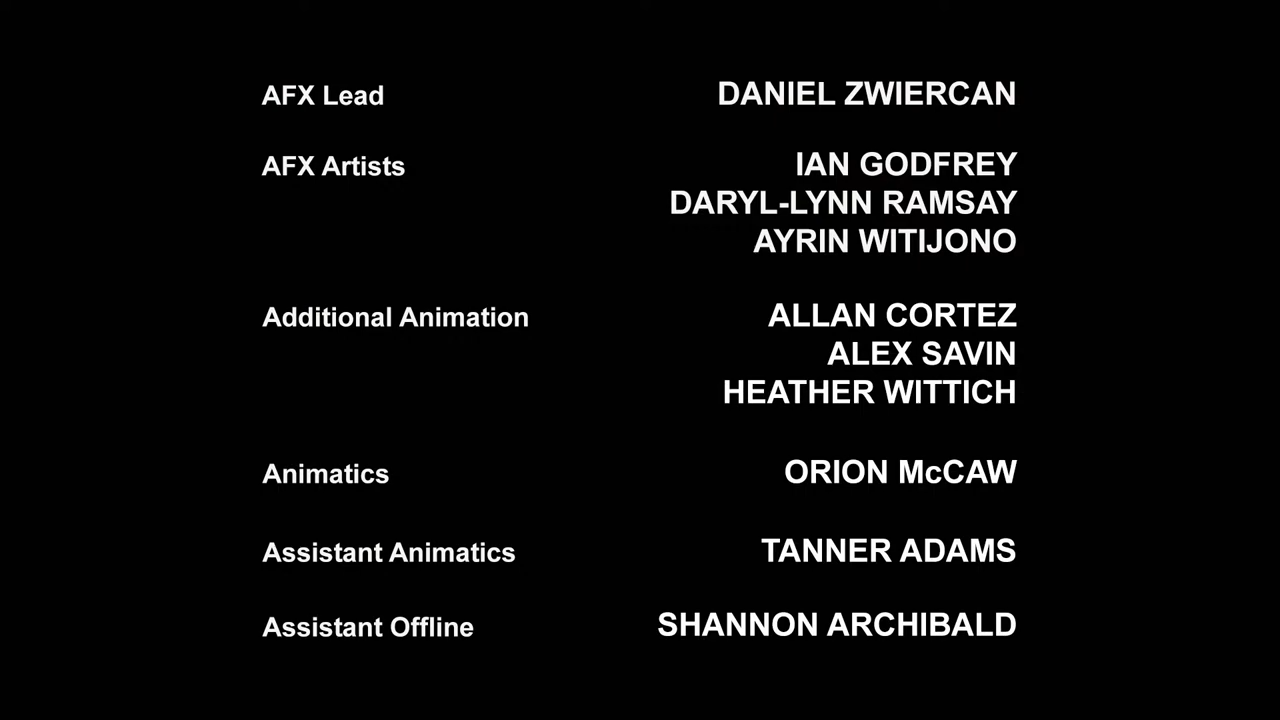 AFX Lead DANIEL ZWIERCAN
AFX Artists IAN GODFREY
DARYL-LYNN RAMSAY
AYRIN WITIJONO
Additional Animation ALLAN CORTEZ
ALEX SAVIN
HEATHER WITTICH
Animatics ORION McCAW
Assistant Animatics TANNER ADAMS
Assistant Offline SHANNON ARCHIBALD